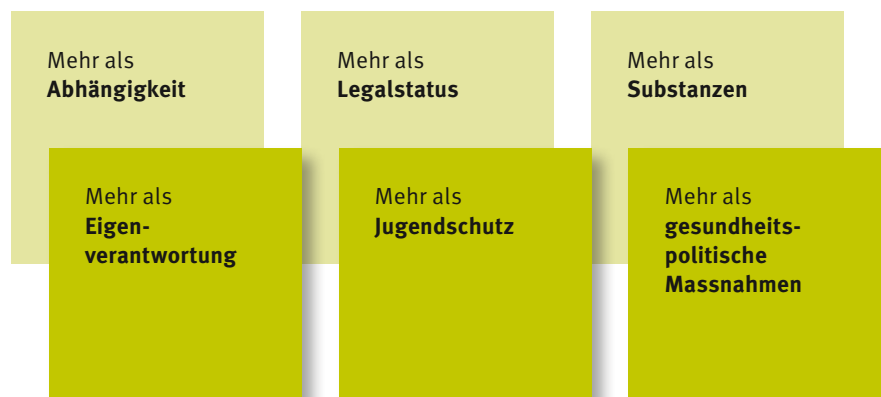 Mehr als
Abhängigkeit
Mehr als
Legalstatus
Mehr als
Substanzen
Mehr als
Eigen-
verantwortung
Mehr als
Jugendschutz
Mehr als
gesundheits-
politische
Massnahmen